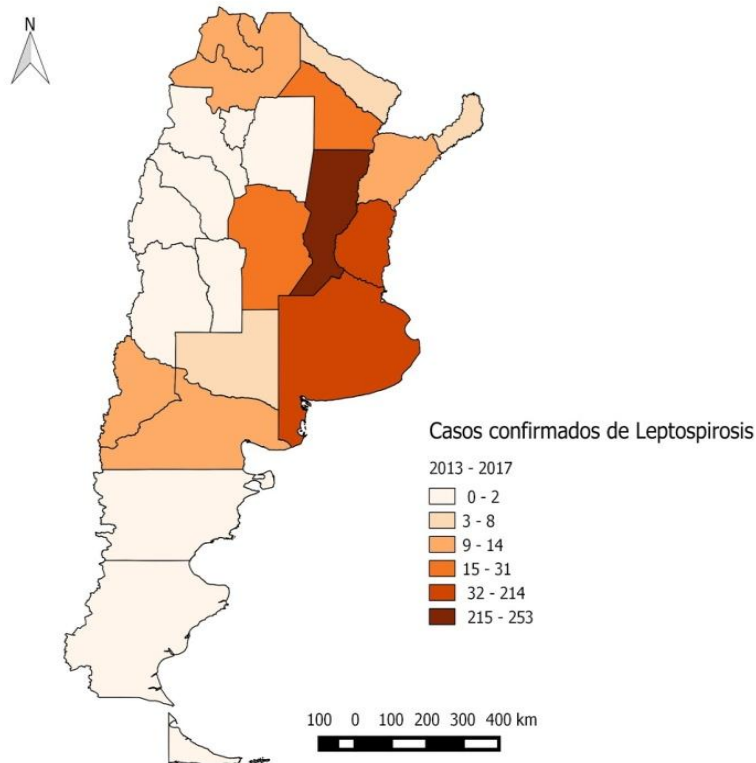 N
Casos confirmados de Leptospirosis
2013 - 2017
0 - 2
3 - 8
9 - 14
15 - 31
32 - 214
215 - 253
100 0 100 200 300 400 km